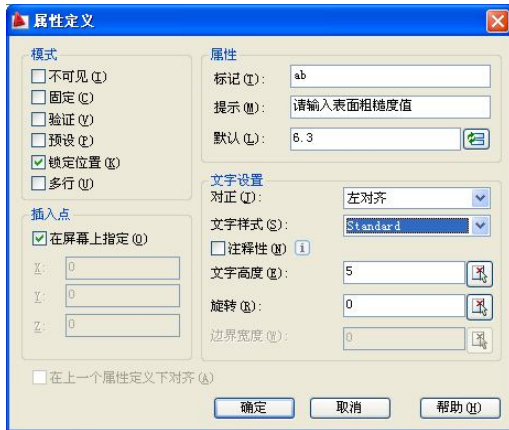 属性定义
模式
不可见(I)
固定(C)
验证(V)
预设(P)
锁定位置(K)
多行(U)
插入点
在屏幕上指定(O)
X: 0
Y: 0
Z: 0
属性
标记(T): ab
提示(M): 请输入表面粗糙度值
默认(L): 6.3
文字设置
对正(J): 左对齐
文字样式(S): Standard
注释性(N)
文字高度(E): 5
旋转(R): 0
边界宽度(W): 0
在上一个属性定义下对齐(A)
确定 取消 帮助(H)